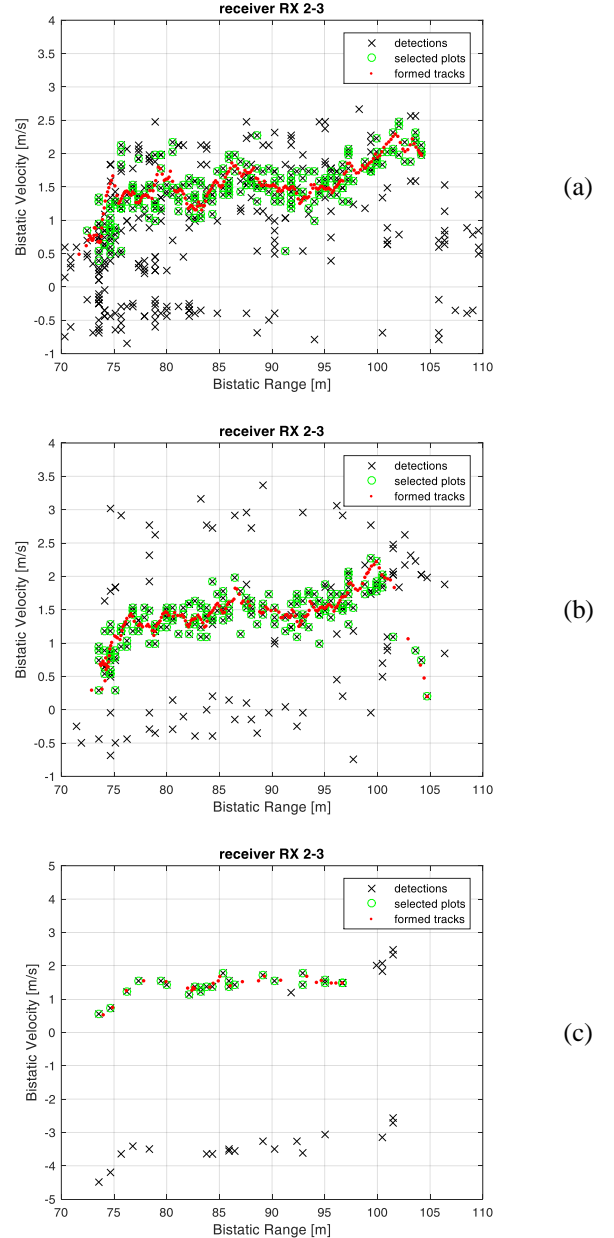 receiver RX 2-3
4
3.5
3
2.5
2
1.5
1
0.5
0
-0.5
-1
Bistatic Velocity [m/s]
detections
selected plots
formed tracks
70 75 80 85 90 95 100 105 110
Bistatic Range [m]
(a)
receiver RX 2-3
4
3.5
3
2.5
2
1.5
1
0.5
0
-0.5
-1
Bistatic Velocity [m/s]
detections
selected plots
formed tracks
70 75 80 85 90 95 100 105 110
Bistatic Range [m]
(b)
receiver RX 2-3
5
4
3
2
1
0
-1
-2
-3
-4
-5
Bistatic Velocity [m/s]
detections
selected plots
formed tracks
70 75 80 85 90 95 100 105 110
Bistatic Range [m]
(c)